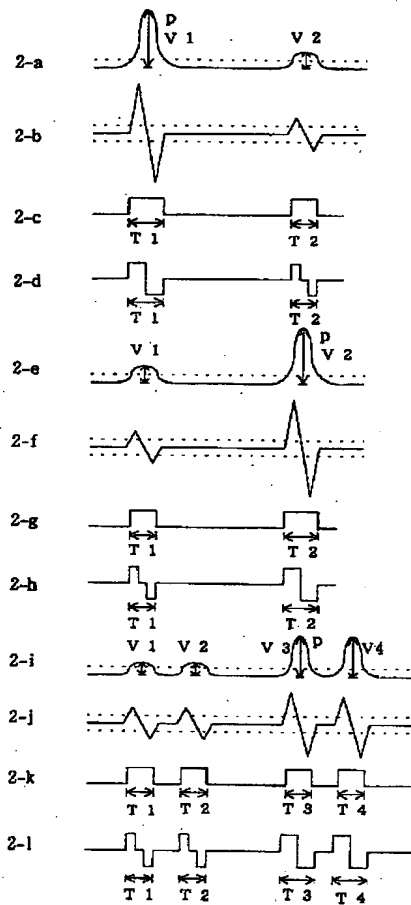 p
V 1
V 2
2-a
2-b
2-c
T 1
T 2
2-d
T 1
T 2
V 1
p
V 2
2-e
2-f
2-g
T 1
T 2
2-h
T 1
T 2
V 1
V 2
V 3
p
V4
2-i
2-j
2-k
T 1
T 2
T 3
T 4
2-l
T 1
T 2
T 3
T 4